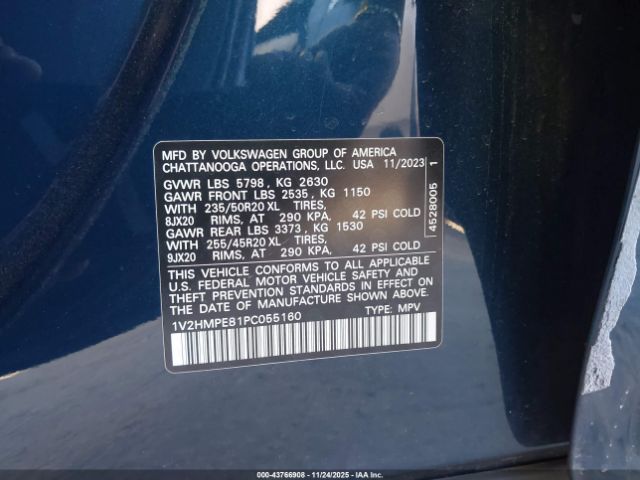 MFD BY VOLKSWAGEN GROUP OF AMERICA
CHATTANOOGA OPERATIONS, LLC. USA 11/2023
GVWR LBS 5798, KG 2630
GAWR FRONT LBS 2535, KG 1150
WITH 235/50R20 XL TIRES,
8JX20 RIMS, AT 290 KPA, 42 PSI COLD
GAWR REAR LBS 3373, KG 1530
WITH 255/45R20 XL TIRES,
9JX20 RIMS, AT 290 KPA, 42 PSI COLD
THIS VEHICLE CONFORMS TO ALL APPLICABLE
U.S. FEDERAL MOTOR VEHICLE SAFETY AND
THEFT PREVENTION STANDARDS IN EFFECT ON
THE DATE OF MANUFACTURE SHOWN ABOVE.
1V2HMPE81PC055160 TYPE: MPV
4528005 1
000-43766908 - 11/24/2025 - IAAI.COM